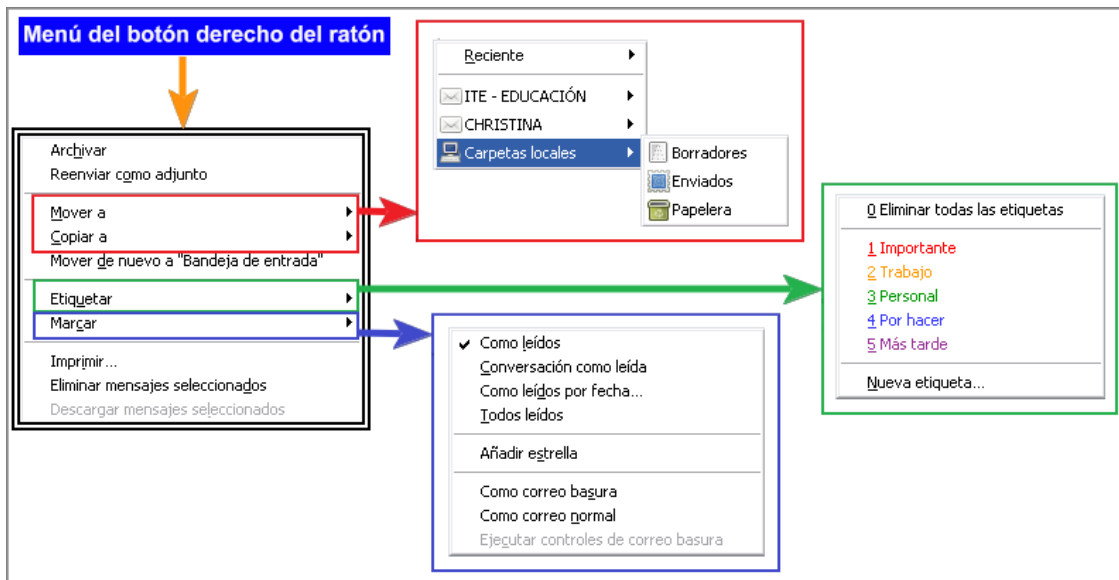 Menú del botón derecho del ratón
Archivar
Reenviar como adjunto
Mover a
Copiar a
Mover de nuevo a "Bandeja de entrada"
Etiquetar
Marcar
Imprimir...
Eliminar mensajes seleccionados
Descargar mensajes seleccionados
Reciente
ITE - EDUCACIÓN
CHRISTINA
Carpetas locales
Borradores
Enviados
Papelera
0 Eliminar todas las etiquetas
1 Importante
2 Trabajo
3 Personal
4 Por hacer
5 Más tarde
Nueva etiqueta...
Como leídos
Conversación como leída
Como leídos por fecha...
Todos leídos
Añadir estrella
Como correo basura
Como correo normal
Ejecutar controles de correo basura